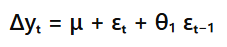 Δyₜ = μ + εₜ + θ₁ εₜ₋₁